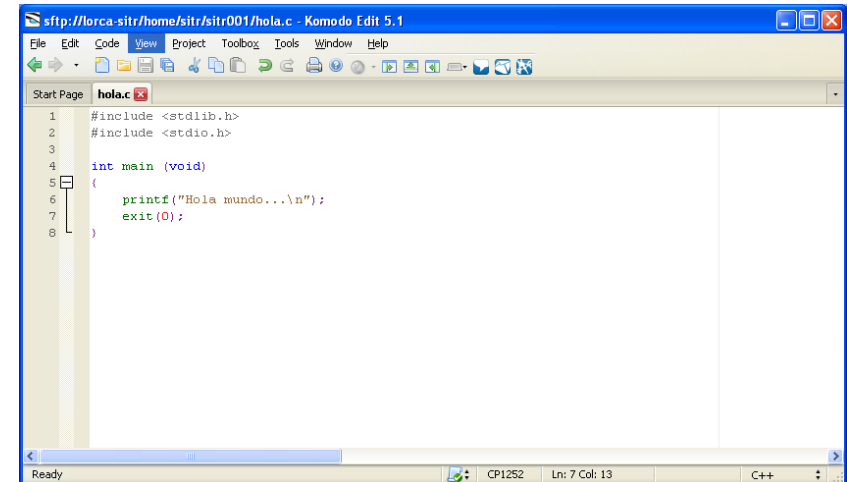 sftp://lorca-sitr/home/sitr/sitr001/hola.c - Komodo Edit 5.1
File Edit Code View Project Toolbox Tools Window Help
Start Page hola.c
1 #include <stdlib.h>
2 #include <stdio.h>
3
4 int main (void)
5 {
6 printf("Hola mundo...\n");
7 exit(0);
8 }
Ready CP1252 Ln: 7 Col: 13 C++